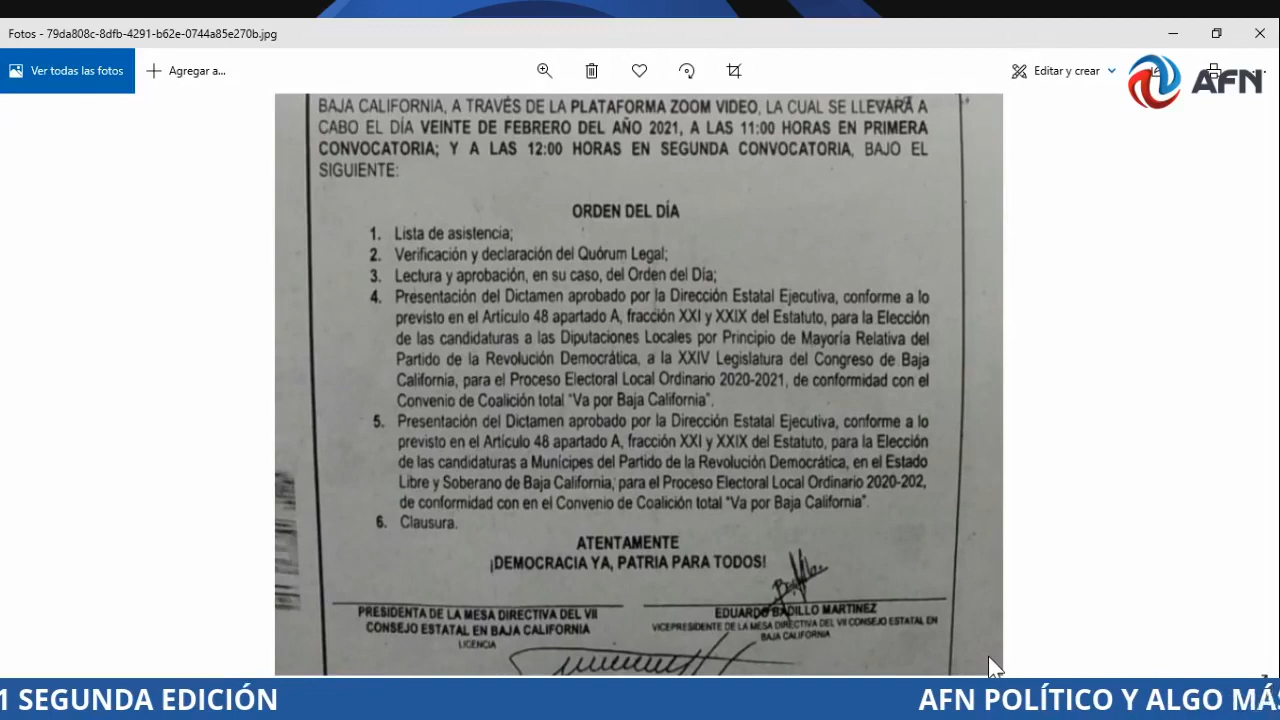 Fotos - 79da808c-8dfb-4291-b62e-0744a85e270b.jpg
Ver todas las fotos
Agregar a...
Editar y crear
AFN
BAJA CALIFORNIA, A TRAVÉS DE LA PLATAFORMA ZOOM VIDEO, LA CUAL SE LLEVARÁ A
CABO EL DÍA VEINTE DE FEBRERO DEL AÑO 2021, A LAS 11:00 HORAS EN PRIMERA
CONVOCATORIA; Y A LAS 12:00 HORAS EN SEGUNDA CONVOCATORIA, BAJO EL
SIGUIENTE:
ORDEN DEL DÍA
1. Lista de asistencia;
2. Verificación y declaración del Quórum Legal;
3. Lectura y aprobación, en su caso, del Orden del Día;
4. Presentación del Dictamen aprobado por la Dirección Estatal Ejecutiva, conforme a lo
previsto en el Artículo 48 apartado A, fracción XXI y XXIX del Estatuto, para la Elección
de las candidaturas a las Diputaciones Locales por Principio de Mayoría Relativa del
Partido de la Revolución Democrática, a la XXIV Legislatura del Congreso de Baja
California, para el Proceso Electoral Local Ordinario 2020-2021, de conformidad con el
Convenio de Coalición total "Va por Baja California".
5. Presentación del Dictamen aprobado por la Dirección Estatal Ejecutiva, conforme a lo
previsto en el Artículo 48 apartado A, fracción XXI y XXIX del Estatuto, para la Elección
de las candidaturas a Munícipes del Partido de la Revolución Democrática, en el Estado
Libre y Soberano de Baja California, para el Proceso Electoral Local Ordinario 2020-202,
de conformidad con en el Convenio de Coalición total "Va por Baja California".
6. Clausura.
ATENTAMENTE
¡DEMOCRACIA YA, PATRIA PARA TODOS!
PRESIDENTA DE LA MESA DIRECTIVA DEL VII
CONSEJO ESTATAL EN BAJA CALIFORNIA
LICENCIA
EDUARDO BADILLO MARTINEZ
VICEPRESIDENTE DE LA MESA DIRECTIVA DEL VII CONSEJO ESTATAL EN
BAJA CALIFORNIA
1 SEGUNDA EDICIÓN
AFN POLÍTICO Y ALGO MÁS